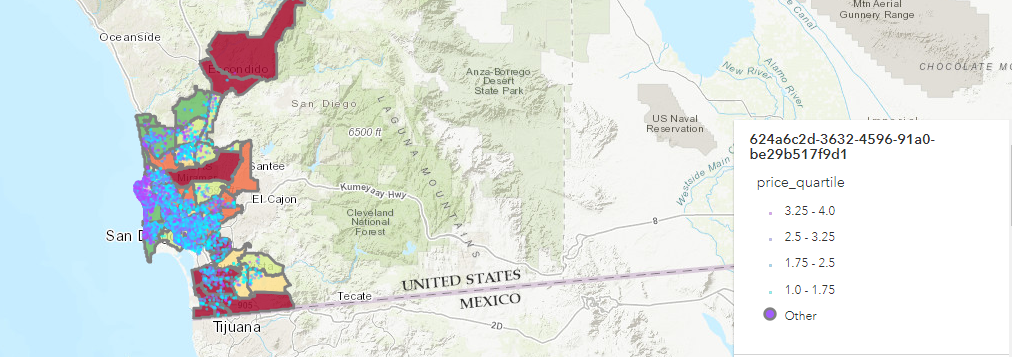 Mtn Aerial
Gunnery Range
Oceanside
CHOCOLATE MO
Escondido
Anza-Borrego
Desert
State Park
New River
Alamo River
San Diego
LAGUNA MOUNTAINS
6500 ft
US Naval
Reservation
Imperial
624a6c2d-3632-4596-91a0-
be29b517f9d1
Santee
Miramar
price_quartile
Kumeyaay Hwy
Westside Main C
El Cajon
3.25 - 4.0
Cleveland
National
Forest
8
San D
2.5 - 3.25
1.75 - 2.5
UNITED STATES
1.0 - 1.75
Tecate
MEXICO
Other
Tijuana
2D